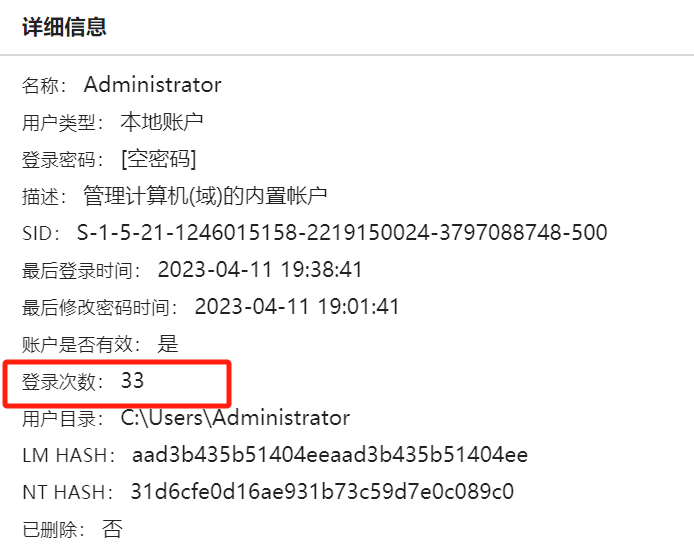 详细信息
名称： Administrator
用户类型： 本地账户
登录密码： [空密码]
描述： 管理计算机(域)的内置帐户
SID： S-1-5-21-1246015158-2219150024-3797088748-500
最后登录时间： 2023-04-11 19:38:41
最后修改密码时间： 2023-04-11 19:01:41
账户是否有效： 是
登录次数： 33
用户目录： C:\Users\Administrator
LM HASH： aad3b435b51404eeaad3b435b51404ee
NT HASH： 31d6cfe0d16ae931b73c59d7e0c089c0
已删除： 否